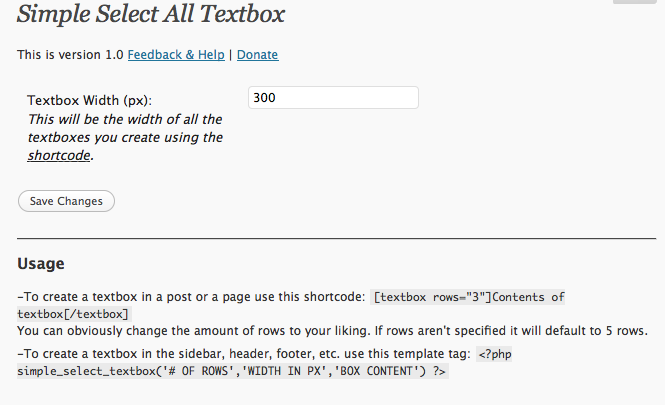 Simple Select All Textbox
This is version 1.0 Feedback & Help | Donate
Textbox Width (px):
300
This will be the width of all the
textboxes you create using the
shortcode.
Save Changes
Usage
-To create a textbox in a post or a page use this shortcode: [textbox rows="3"]Contents of
textbox[/textbox]
You can obviously change the amount of rows to your liking. If rows aren't specified it will default to 5 rows.
-To create a textbox in the sidebar, header, footer, etc. use this template tag: <?php
simple_select_textbox('# OF ROWS','WIDTH IN PX','BOX CONTENT') ?>